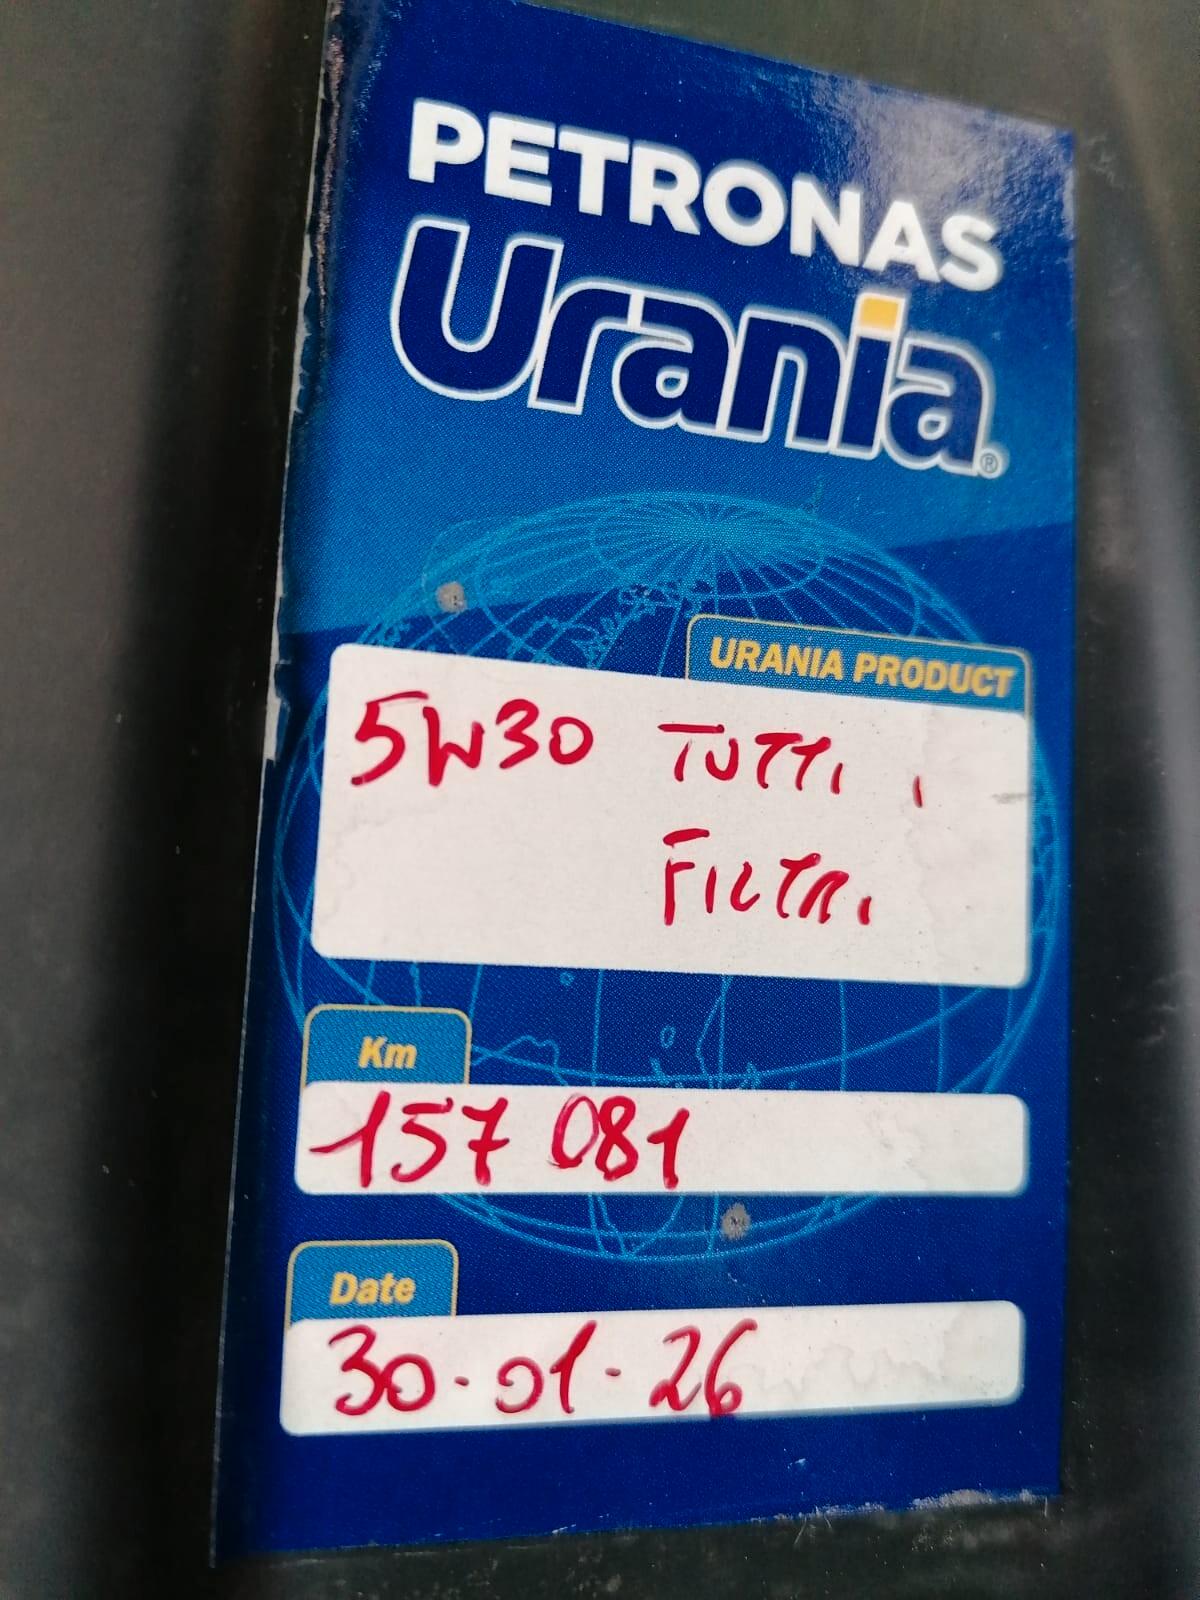 PETRONAS
Urania®
URANIA PRODUCT
5W30 TUTTI I
FILTRI
Km
157 081
Date
30-01-26